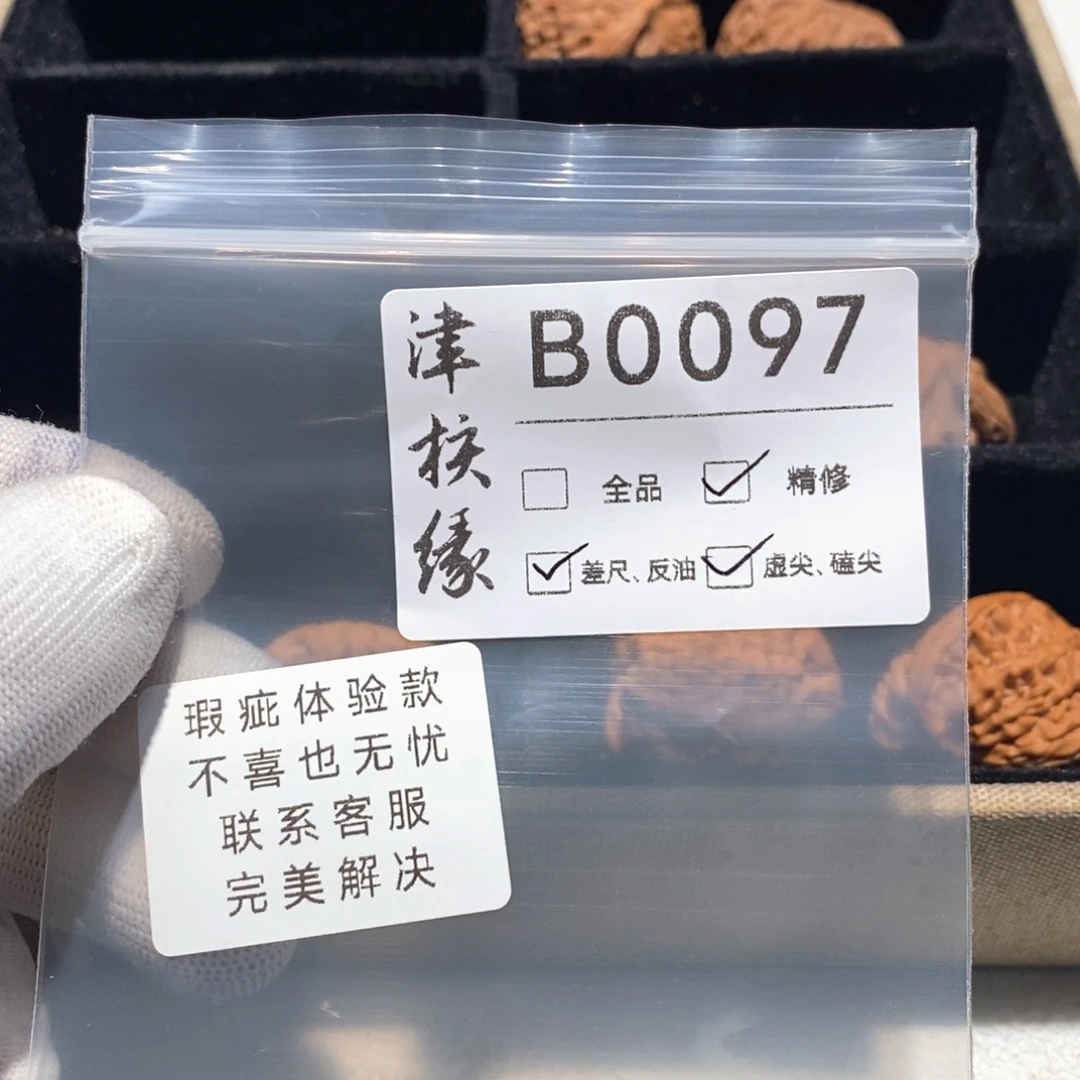 津核缘
B0097
全品 精修
差尺、反油 虚尖、磕尖
瑕疵体验款
不喜也无忧
联系客服
完美解决